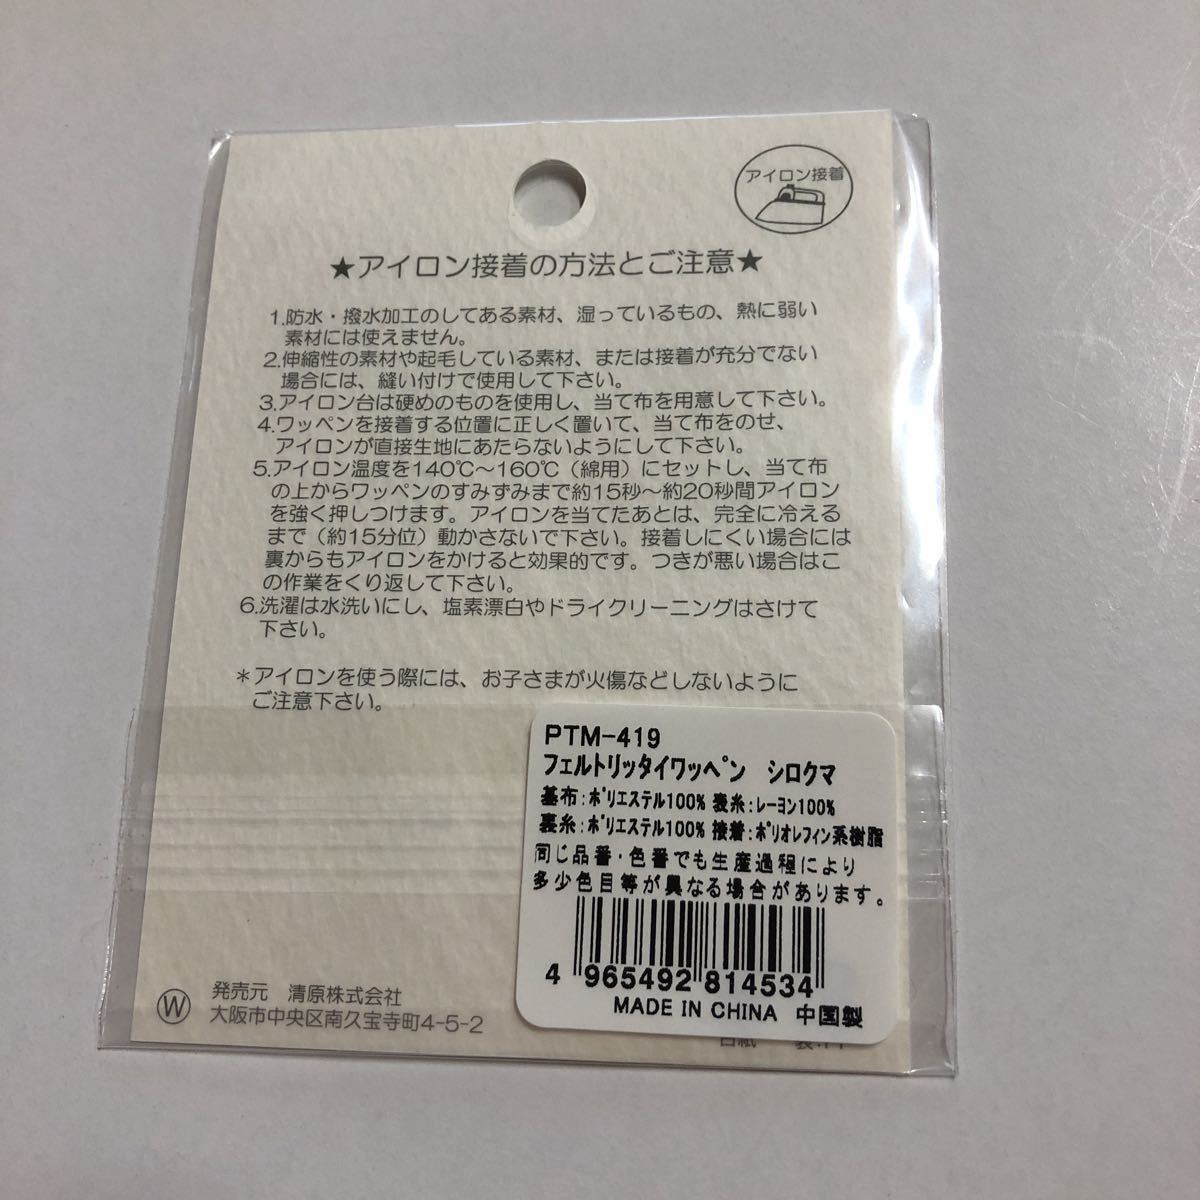 アイロン接着
★アイロン接着の方法とご注意★
1.防水・撥水加工のしてある素材、湿っているもの、熱に弱い
素材には使えません。
2.伸縮性の素材や起毛している素材、または接着が充分でない
場合には、縫い付けて使用して下さい。
3.アイロン台は硬めのものを使用し、当て布を用意して下さい。
4.ワッペンを接着する位置に正しく置いて、当て布をのせ、
アイロンが直接生地にあたらないようにして下さい。
5.アイロン温度を140℃〜160℃（綿用）にセットし、当て布
の上からワッペンのすみずみまで約15秒〜約20秒間アイロン
を強く押しつけます。アイロンを当てたあとは、完全に冷える
まで（約15分位）動かさないで下さい。接着しにくい場合には
裏からもアイロンをかけると効果的です。つきが悪い場合はこ
の作業をくり返して下さい。
6.洗濯は水洗いにし、塩素漂白やドライクリーニングはさけて
下さい。
＊アイロンを使う際には、お子さまが火傷などしないように
ご注意下さい。
PTM-419
フェルトリッタイワッペン シロクマ
基布:ポリエステル100% 表糸:レーヨン100%
裏糸:ポリエステル100% 接着:ポリオレフィン系樹脂
同じ品番・色番でも生産過程により
多少色目等が異なる場合があります。
4 965492 814534
MADE IN CHINA 中国製
W 発売元 清原株式会社
大阪市中央区南久宝寺町4-5-2